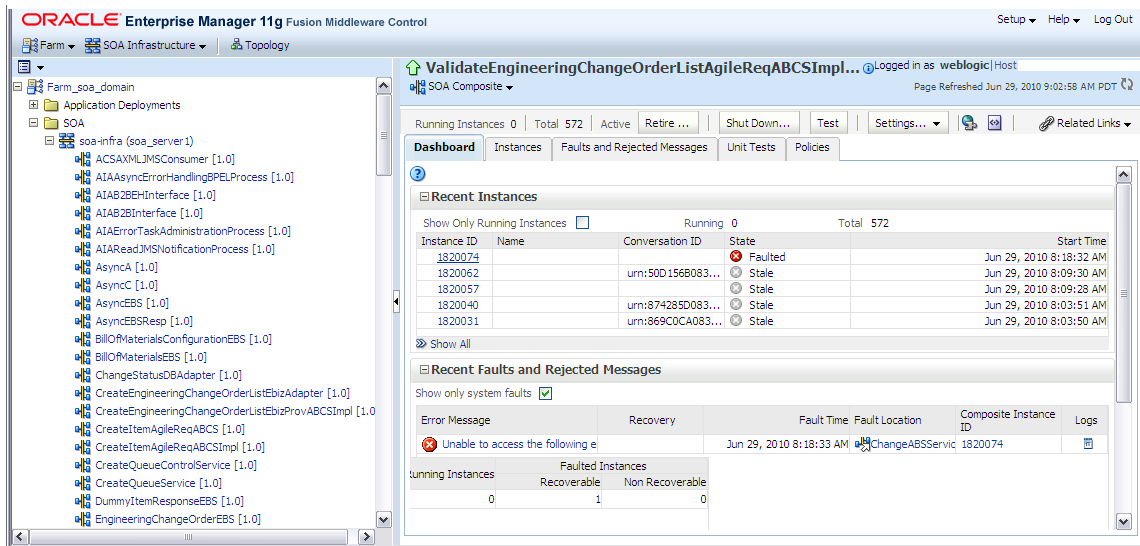 ORACLE Enterprise Manager 11g Fusion Middleware Control
Setup Help Log Out
Farm SOA Infrastructure Topology
Farm_soa_domain
Application Deployments
SOA
soa-infra (soa_server1)
ACSAXMLJMSConsumer [1.0]
AIAAsyncErrorHandlingBPELProcess [1.0]
AIAB2BEHInterface [1.0]
AIAB2BInterface [1.0]
AIAErrorTaskAdministrationProcess [1.0]
AIAReadJMSNotificationProcess [1.0]
AsyncA [1.0]
AsyncC [1.0]
AsyncEBS [1.0]
AsyncEBSResp [1.0]
BillOfMaterialsConfigurationEBS [1.0]
BillOfMaterialsEBS [1.0]
ChangeStatusDBAdapter [1.0]
CreateEngineeringChangeOrderListEbizAdapter [1.0]
CreateEngineeringChangeOrderListEbizProvABCSImpl [1.0
CreateItemAgileReqABCS [1.0]
CreateItemAgileReqABCSImpl [1.0]
CreateQueueControlService [1.0]
CreateQueueService [1.0]
DummyItemResponseEBS [1.0]
EngineeringChangeOrderEBS [1.0]
ValidateEngineeringChangeOrderListAgileReqABCSImpl... Logged in as weblogic|Host
SOA Composite Page Refreshed Jun 29, 2010 9:02:58 AM PDT
Running Instances 0 Total 572 Active Retire ... Shut Down... Test Settings... Related Links
Dashboard Instances Faults and Rejected Messages Unit Tests Policies
?
Recent Instances
Show Only Running Instances Running 0 Total 572
Instance ID Name Conversation ID State Start Time
1820074 Faulted Jun 29, 2010 8:18:32 AM
1820062 urn:50D156B083... Stale Jun 29, 2010 8:09:30 AM
1820057 Stale Jun 29, 2010 8:09:28 AM
1820040 urn:874285D083... Stale Jun 29, 2010 8:03:51 AM
1820031 urn:869C0CA083... Stale Jun 29, 2010 8:03:50 AM
Show All
Recent Faults and Rejected Messages
Show only system faults
Error Message Recovery Fault Time Fault Location Composite Instance ID Logs
Unable to access the following e Jun 29, 2010 8:18:33 AM ChangeABSServic 1820074
Running Instances Faulted Instances
Recoverable Non Recoverable
0 1 0